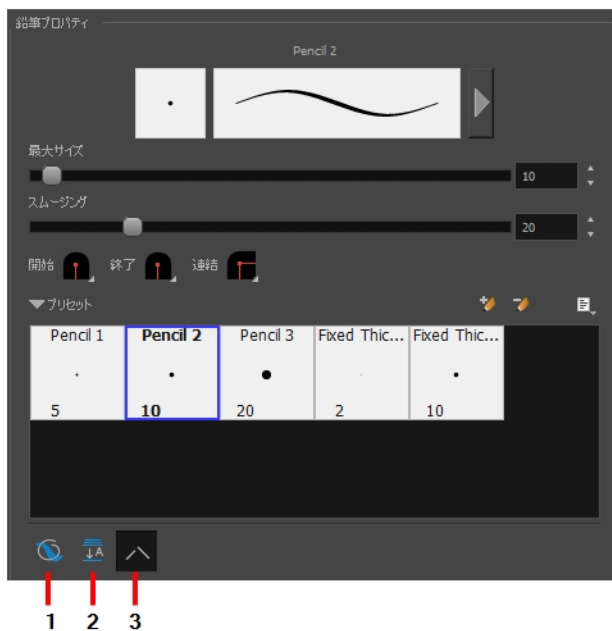 鉛筆プロパティ
Pencil 2
最大サイズ
10
スムージング
20
開始 終了 連結
プリセット
Pencil 1 Pencil 2 Pencil 3 Fixed Thic... Fixed Thic...
5 10 20 2 10
A
1 2 3